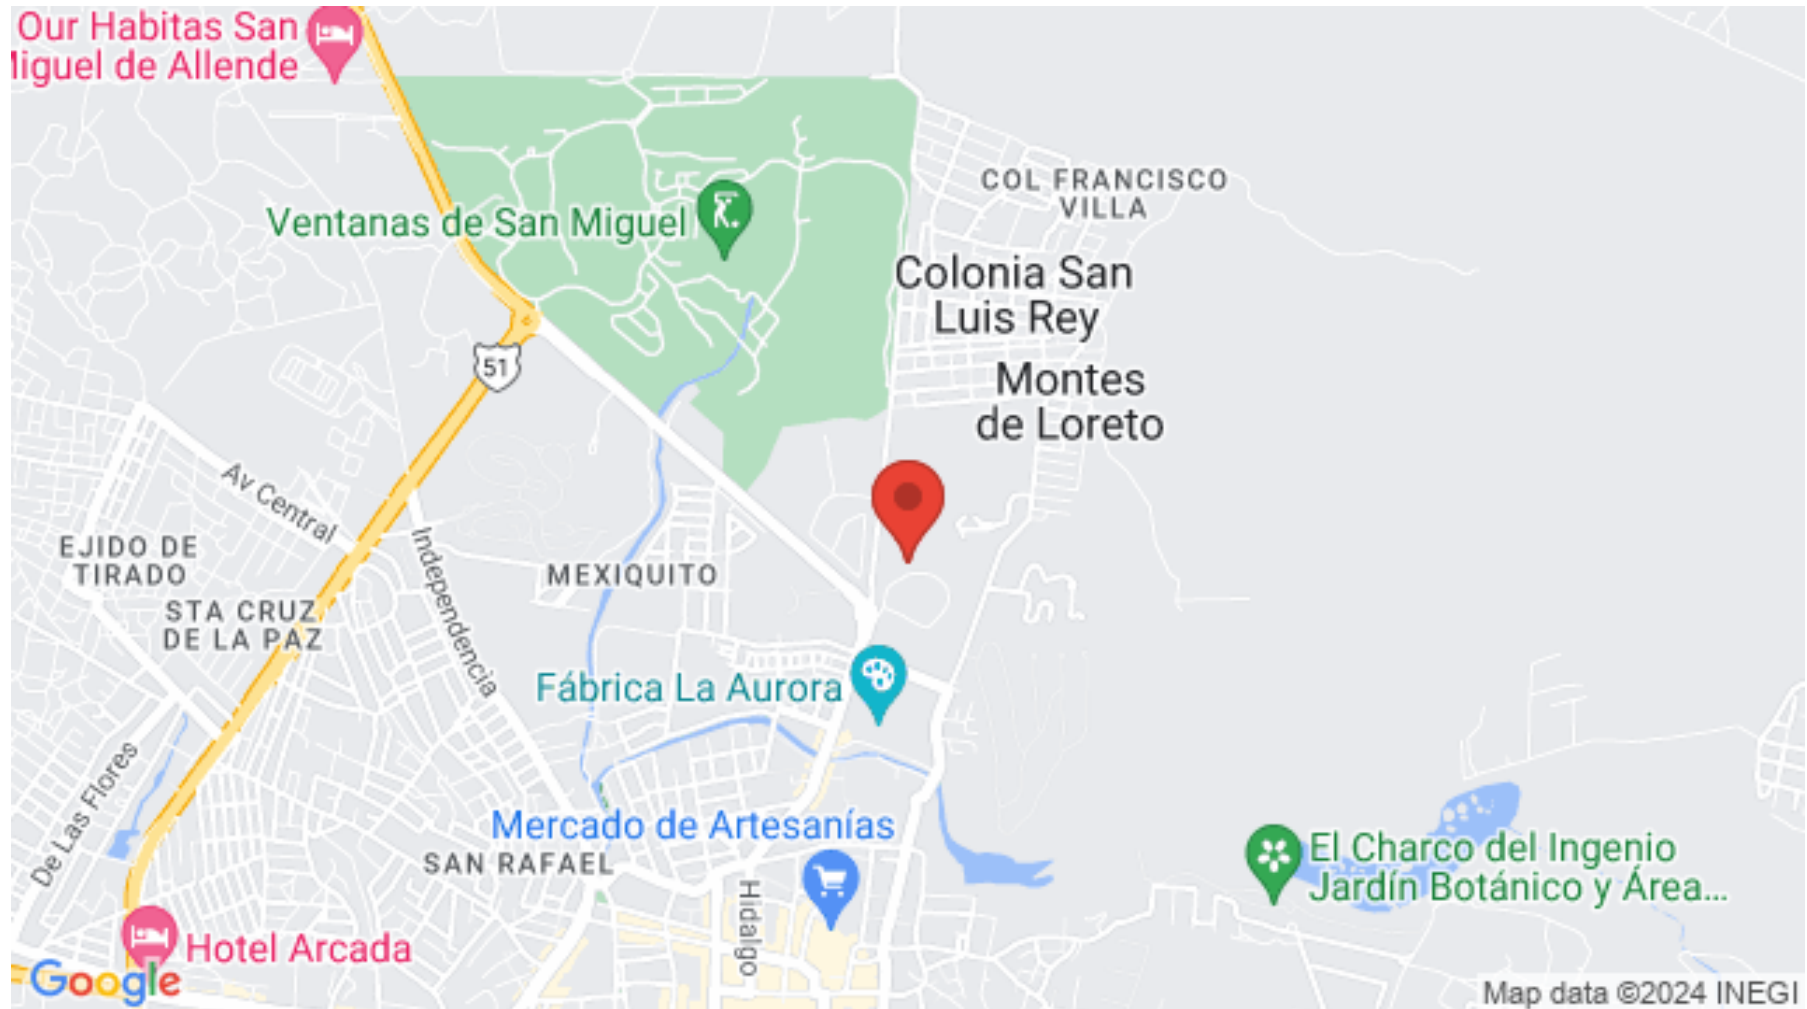 Our Habitas San
Miguel de Allende
COL FRANCISCO
VILLA
Ventanas de San Miguel
Colonia San
Luis Rey
51
Montes
de Loreto
Av Central
Independencia
EJIDO DE
TIRADO
MEXIQUITO
STA CRUZ
DE LA PAZ
Fábrica La Aurora
De Las Flores
Mercado de Artesanías
SAN RAFAEL
Hidalgo
El Charco del Ingenio
Jardín Botánico y Área...
Hotel Arcada
Google
Map data ©2024 INEGI